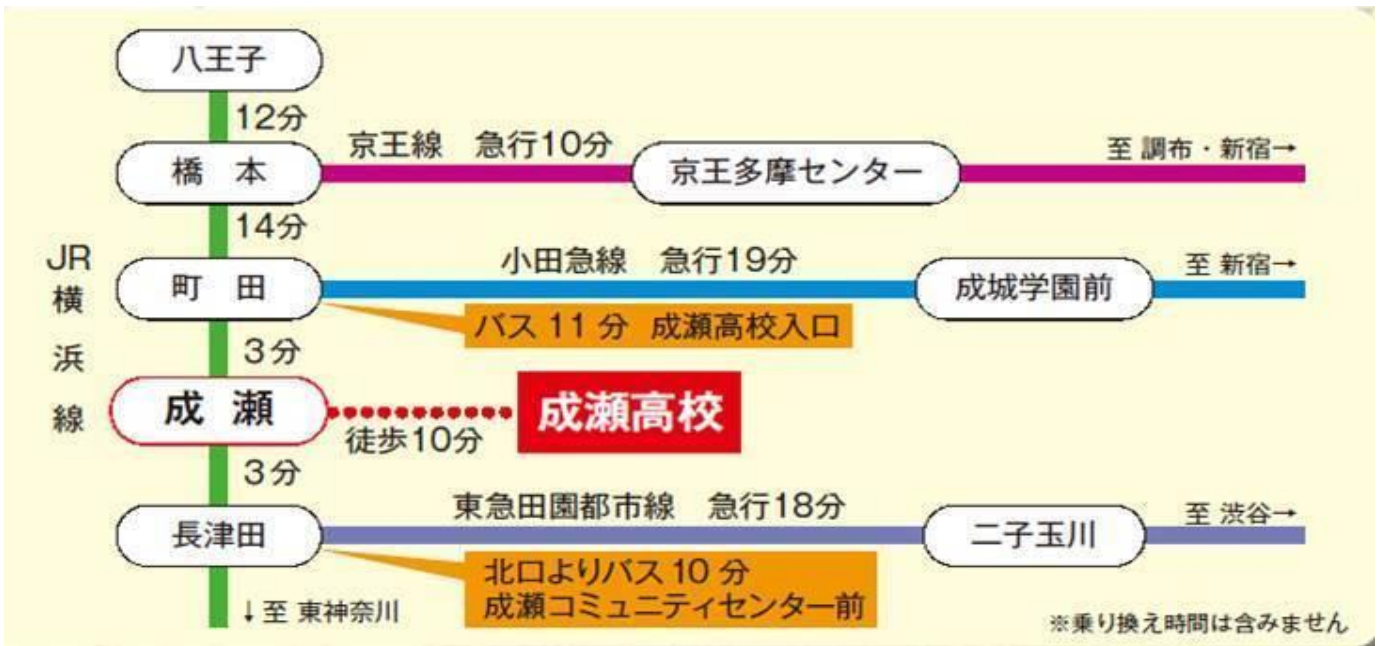 八王子
12分
京王線 急行10分
至 調布・新宿→
橋 本
京王多摩センター
14分
JR横浜線
小田急線 急行19分
至 新宿→
町 田
成城学園前
バス 11 分 成瀬高校入口
3分
成 瀬
成瀬高校
徒歩10分
3分
東急田園都市線 急行18分
至 渋谷→
長津田
二子玉川
北口よりバス 10 分
成瀬コミュニティセンター前
↓至 東神奈川
※乗り換え時間は含みません